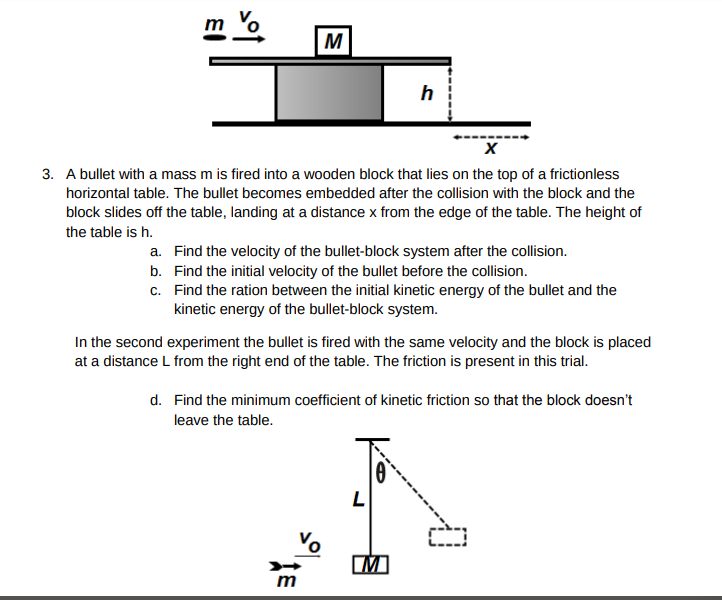 m vo
M
h
x
3. A bullet with a mass m is fired into a wooden block that lies on the top of a frictionless
horizontal table. The bullet becomes embedded after the collision with the block and the
block slides off the table, landing at a distance x from the edge of the table. The height of
the table is h.
a. Find the velocity of the bullet-block system after the collision.
b. Find the initial velocity of the bullet before the collision.
c. Find the ration between the initial kinetic energy of the bullet and the
kinetic energy of the bullet-block system.
In the second experiment the bullet is fired with the same velocity and the block is placed
at a distance L from the right end of the table. The friction is present in this trial.
d. Find the minimum coefficient of kinetic friction so that the block doesn't
leave the table.
θ
L
vo
M
m